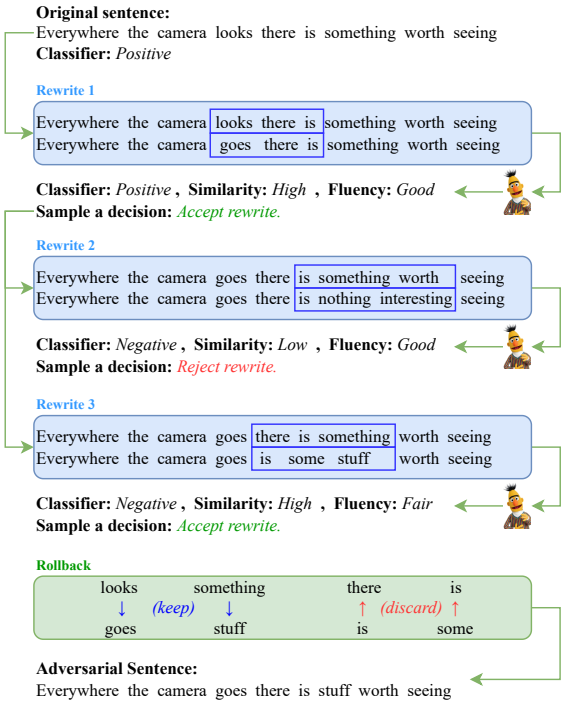 Original sentence:
Everywhere the camera looks there is something worth seeing
Classifier: Positive
Rewrite 1
Everywhere the camera looks there is something worth seeing
Everywhere the camera goes there is something worth seeing
Classifier: Positive , Similarity: High , Fluency: Good
Sample a decision: Accept rewrite.
Rewrite 2
Everywhere the camera goes there is something worth seeing
Everywhere the camera goes there is nothing interesting seeing
Classifier: Negative , Similarity: Low , Fluency: Good
Sample a decision: Reject rewrite.
Rewrite 3
Everywhere the camera goes there is something worth seeing
Everywhere the camera goes is some stuff worth seeing
Classifier: Negative , Similarity: High , Fluency: Fair
Sample a decision: Accept rewrite.
Rollback
looks something there is
↓ (keep) ↓ ↑ (discard) ↑
goes stuff is some
Adversarial Sentence:
Everywhere the camera goes there is stuff worth seeing